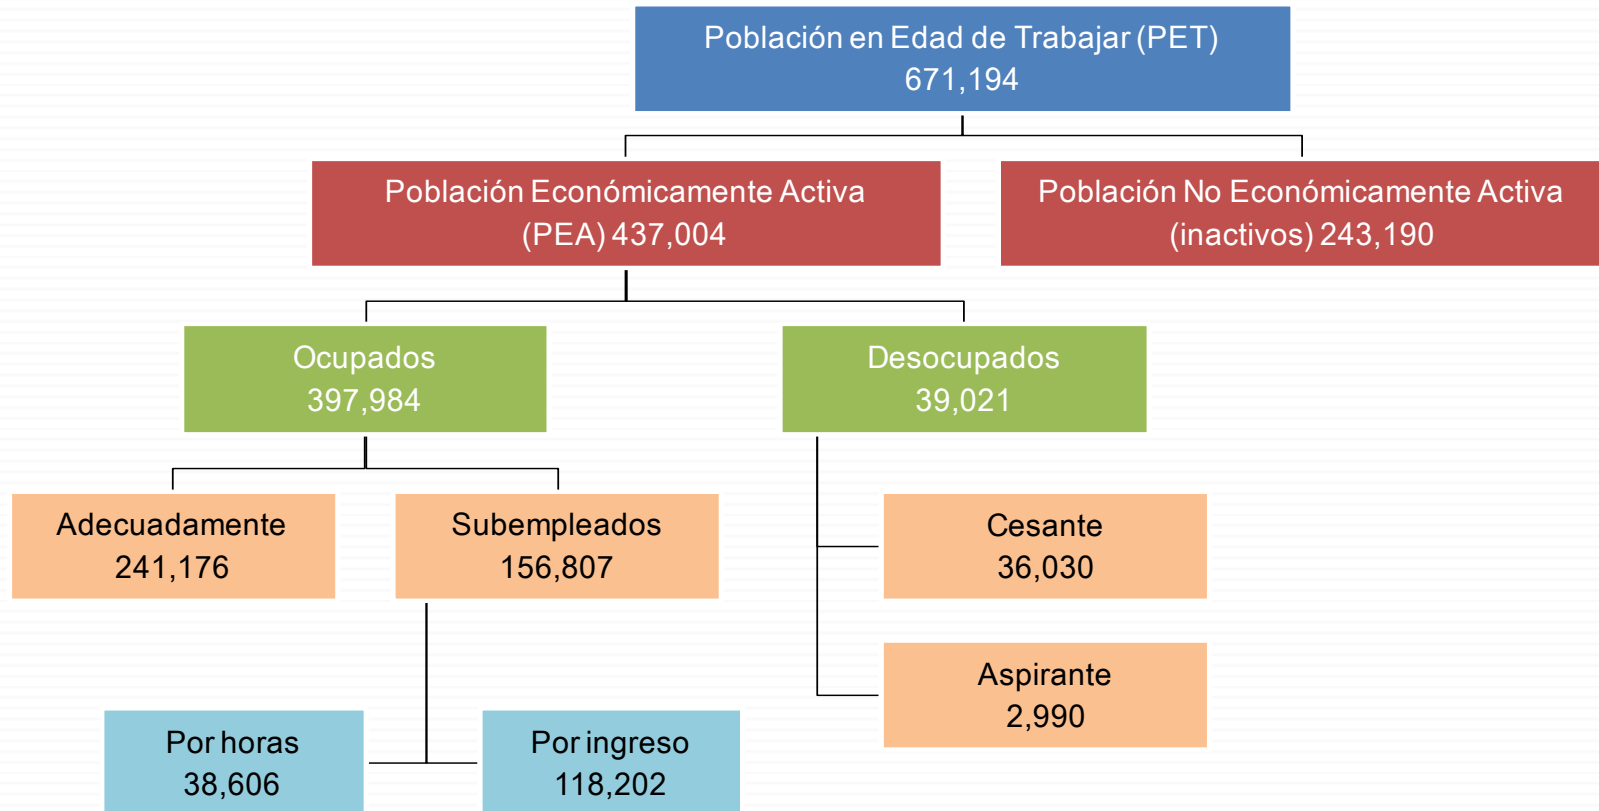 Población en Edad de Trabajar (PET)
671,194
Población Económicamente Activa
(PEA) 437,004
Población No Económicamente Activa
(inactivos) 243,190
Ocupados
397,984
Desocupados
39,021
Adecuadamente
241,176
Subempleados
156,807
Cesante
36,030
Aspirante
2,990
Por horas
38,606
Por ingreso
118,202